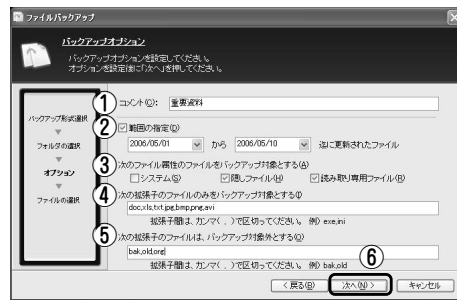 ファイルバックアップ
バックアップオプション
バックアップオプションを設定してください。
オプションを設定後に「次へ」を押してください。
バックアップ形式選択
▼
フォルダの選択
▼
オプション
▼
ファイルの選択
① コメント(C): 重要資料
② 範囲の指定(D)
2006/05/01 から 2006/05/10 迄に更新されたファイル
③ 次のファイル属性のファイルをバックアップ対象とする(A)
システム(S) 隠しファイル(H) 読み取り専用ファイル(R)
④ 次の拡張子のファイルのみをバックアップ対象とする(I)
doc,xls,txt,jpg,bmp,png,avi
拡張子間は、カンマ( , )で区切ってください。 例) exe,ini
⑤ 次の拡張子のファイルは、バックアップ対象外とする(O)
bak,old,org
拡張子間は、カンマ( , )で区切ってください。 例) bak,old
⑥
< 戻る(B) 次へ(N) > キャンセル